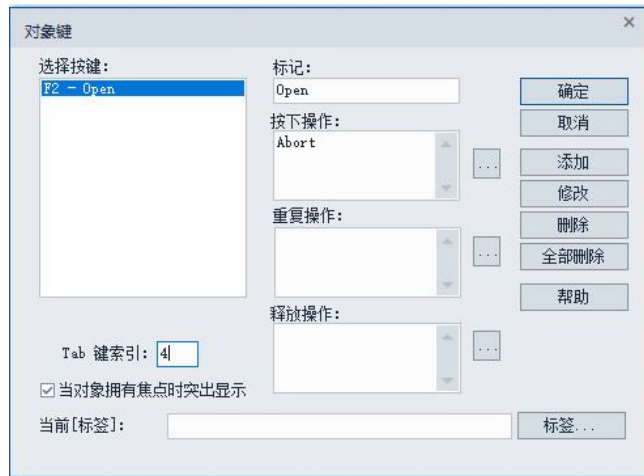 对象键
选择按键:
F2 - Open
标记:
Open
按下操作:
Abort
...
重复操作:
...
释放操作:
...
确定
取消
添加
修改
删除
全部删除
帮助
Tab 键索引: 4
当对象拥有焦点时突出显示
当前[标签]:
标签...